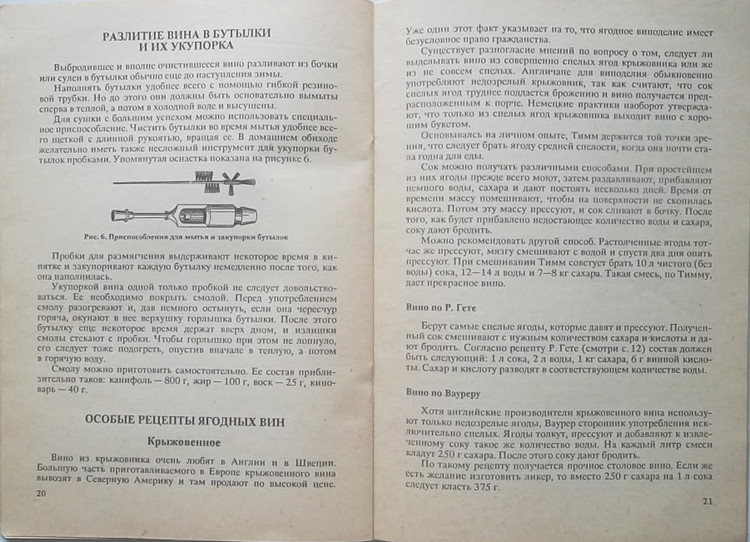 РАЗЛИТИЕ ВИНА В БУТЫЛКИ
И ИХ УКУПОРКА
Выбродившее и вполне очистившееся вино разливают из бочки
или сулеи в бутылки обычно еще до наступления зимы.
Наполнять бутылки удобнее всего с помощью гибкой резино-
вой трубки. Но до этого они должны быть основательно вымыты
сперва в теплой, а потом в холодной воде и высушены.
Для сушки с большим успехом можно использовать специаль-
ное приспособление. Чистить бутылки во время мытья удобнее все-
го щеткой с длинной рукоятью, вращая ее. В домашнем обиходе
желательно иметь также несложный инструмент для укупорки бу-
тылок пробками. Упомянутая оснастка показана на рисунке 6.
Рис. 6. Приспособления для мытья и закупорки бутылок
Пробки для размягчения выдерживают некоторое время в ки-
пятке и закупоривают каждую бутылку немедленно после того, как
она наполнилась.
Укупоркой вина одной только пробкой не следует довольство-
ваться. Ее необходимо покрыть смолой. Перед употреблением
смолу разогревают и, дав немного остынуть, если она чересчур
горяча, окунают в нее верхушку горлышка бутылки. После этого
бутылку еще некоторое время держат вверх дном, и излишки
смолы стекают с пробки. Чтобы горлышко при этом не лопнуло,
его следует тоже подогреть, опустив вначале в теплую, а потом
в горячую воду.
Смолу можно приготовить самостоятельно. Ее состав прибли-
зительно таков: канифоль — 800 г, жир — 100 г, воск — 25 г, кино-
варь — 40 г.
ОСОБЫЕ РЕЦЕПТЫ ЯГОДНЫХ ВИН
Крыжовенное
Вино из крыжовника очень любят в Англии и в Швеции.
Большую часть приготавливаемого в Европе крыжовенного вина
вывозят в Северную Америку и там продают по высокой цене.
20
Уже один этот факт указывает на то, что ягодное виноделие имеет
безусловное право гражданства.
Существует разногласие мнений по вопросу о том, следует ли
выделывать вино из совершенно спелых ягод крыжовника или же
из не совсем спелых. Англичане для виноделия обыкновенно
употребляют недозрелый крыжовник, так как считают, что сок
спелых ягод труднее поддается брожению и вино получается пред-
расположенным к порче. Немецкие практики наоборот утвержда-
ют, что только из спелых ягод крыжовника выходит вино с хоро-
шим букетом.
Основываясь на личном опыте, Тимм держится той точки зре-
ния, что следует брать ягоду средней спелости, когда она почти ста-
ла годна для еды.
Сок можно получать различными способами. При простейшем
из них ягоды прежде всего моют, затем раздавливают, прибавляют
немного воды, сахара и дают постоять несколько дней. Время от
времени массу помешивают, чтобы на поверхности не скопилась
кислота. Потом эту массу прессуют, и сок сливают в бочку. После
того, как будет прибавлено недостающее количество воды и сахара,
соку дают бродить.
Можно рекомендовать другой способ. Растолченные ягоды тот-
час же прессуют, мязгу смешивают с водой и спустя два дня опять
прессуют. При смешивании Тимм советует брать 10 л чистого (без
воды) сока, 12—14 л воды и 7—8 кг сахара. Такая смесь, по Тимму,
дает прекрасное вино.
Вино по Р. Гете
Берут самые спелые ягоды, которые давят и прессуют. Получен-
ный сок смешивают с нужным количеством сахара и кислоты и да-
ют бродить. Согласно рецепту Р. Гете (смотри с. 12) состав должен
быть следующий: 1 л сока, 2 л воды, 1 кг сахара, 6 г винной кисло-
ты. Сахар и кислоту разводят в соответствующем количестве воды.
Вино по Вауреру
Хотя английские производители крыжовенного вина использу-
ют только недозрелые ягоды, Ваурер сторонник употребления иск-
лючительно спелых. Ягоды толкут, прессуют и добавляют к извле-
ченному соку такое же количество воды. На каждый литр смеси
кладут 250 г сахара. После этого соку дают бродить.
По такому рецепту получается прочное столовое вино. Если же
есть желание изготовить ликер, то вместо 250 г сахара на 1 л сока
следует класть 375 г.
21